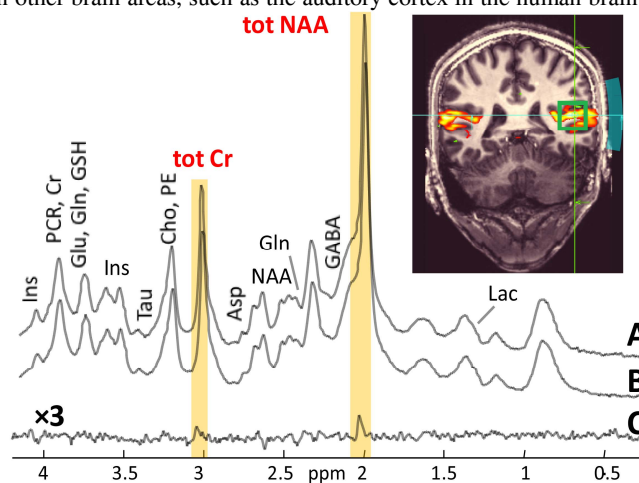 other brain areas, such as the auditory cortex in the human brain
tot NAA
tot Cr
PCR, Cr
Glu, Gln, GSH
Cho, PE
GABA
Gln
NAA
Ins
Ins
Tau
Asp
Lac
A
B
C
×3
4 3.5 3 2.5 ppm 2 1.5 1 0.5